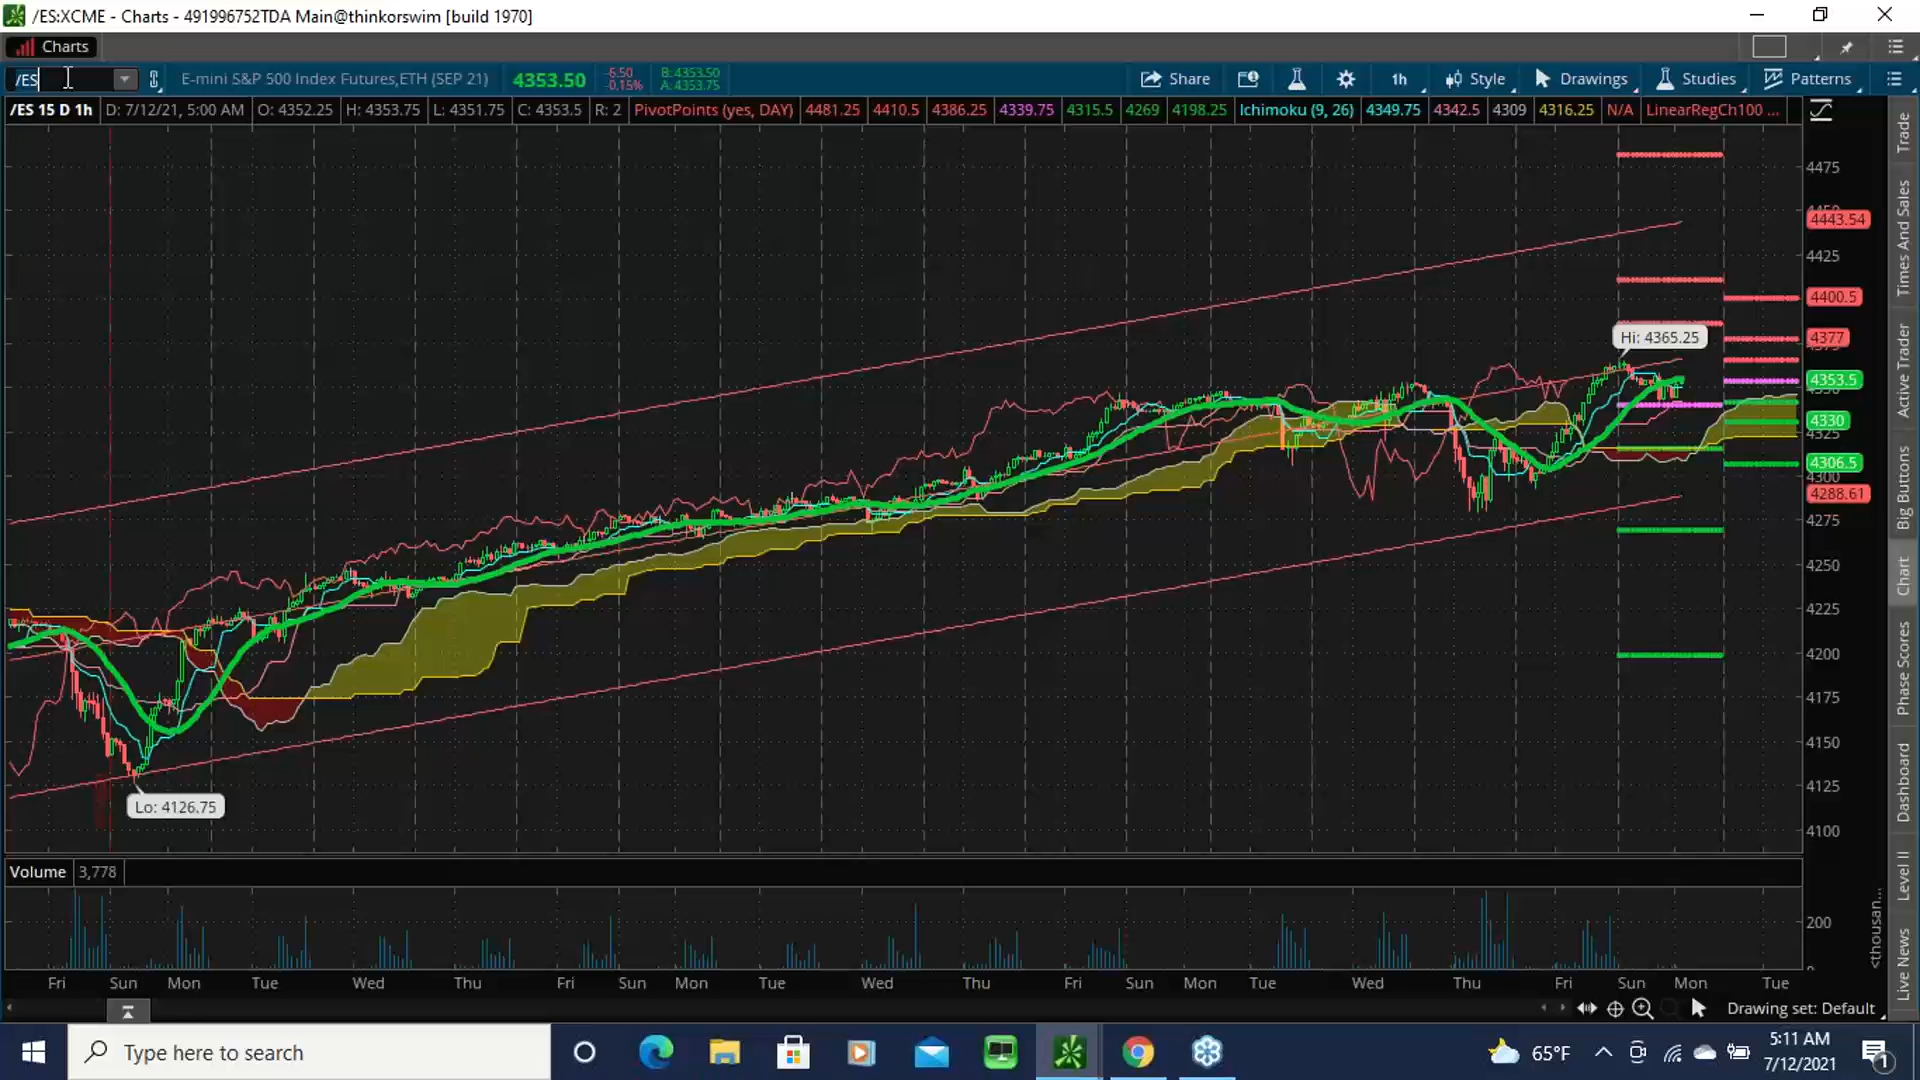 /ES:XCME - Charts - 491996752TDA Main@thinkorswim [build 1970]
Charts
/ES E-mini S&P 500 Index Futures,ETH (SEP 21) 4353.50 -6.50 -0.15% B: 4353.50 A: 4353.75 Share 1h Style Drawings Studies Patterns
/ES 15 D 1h D: 7/12/21, 5:00 AM O: 4352.25 H: 4353.75 L: 4351.75 C: 4353.5 R: 2 PivotPoints (yes, DAY) 4481.25 4410.5 4386.25 4339.75 4315.5 4269 4198.25 Ichimoku (9, 26) 4349.75 4342.5 4309 4316.25 N/A LinearRegCh100 ...
4475
4443.54
4425
4400.5
4377
Hi: 4365.25
4353.5
4330
4325
4306.5
4300
4288.61
4275
4250
4225
4200
4175
4150
4125
4100
Lo: 4126.75
Trade
Times And Sales
Active Trader
Big Buttons
Chart
Phase Scores
Dashboard
Level II
Live News
Volume 3,778
200
<thousan...
Fri Sun Mon Tue Wed Thu Fri Sun Mon Tue Wed Thu Fri Sun Mon Tue Wed Thu Fri Sun Mon Tue
Drawing set: Default
Type here to search
65°F
5:11 AM
7/12/2021
1